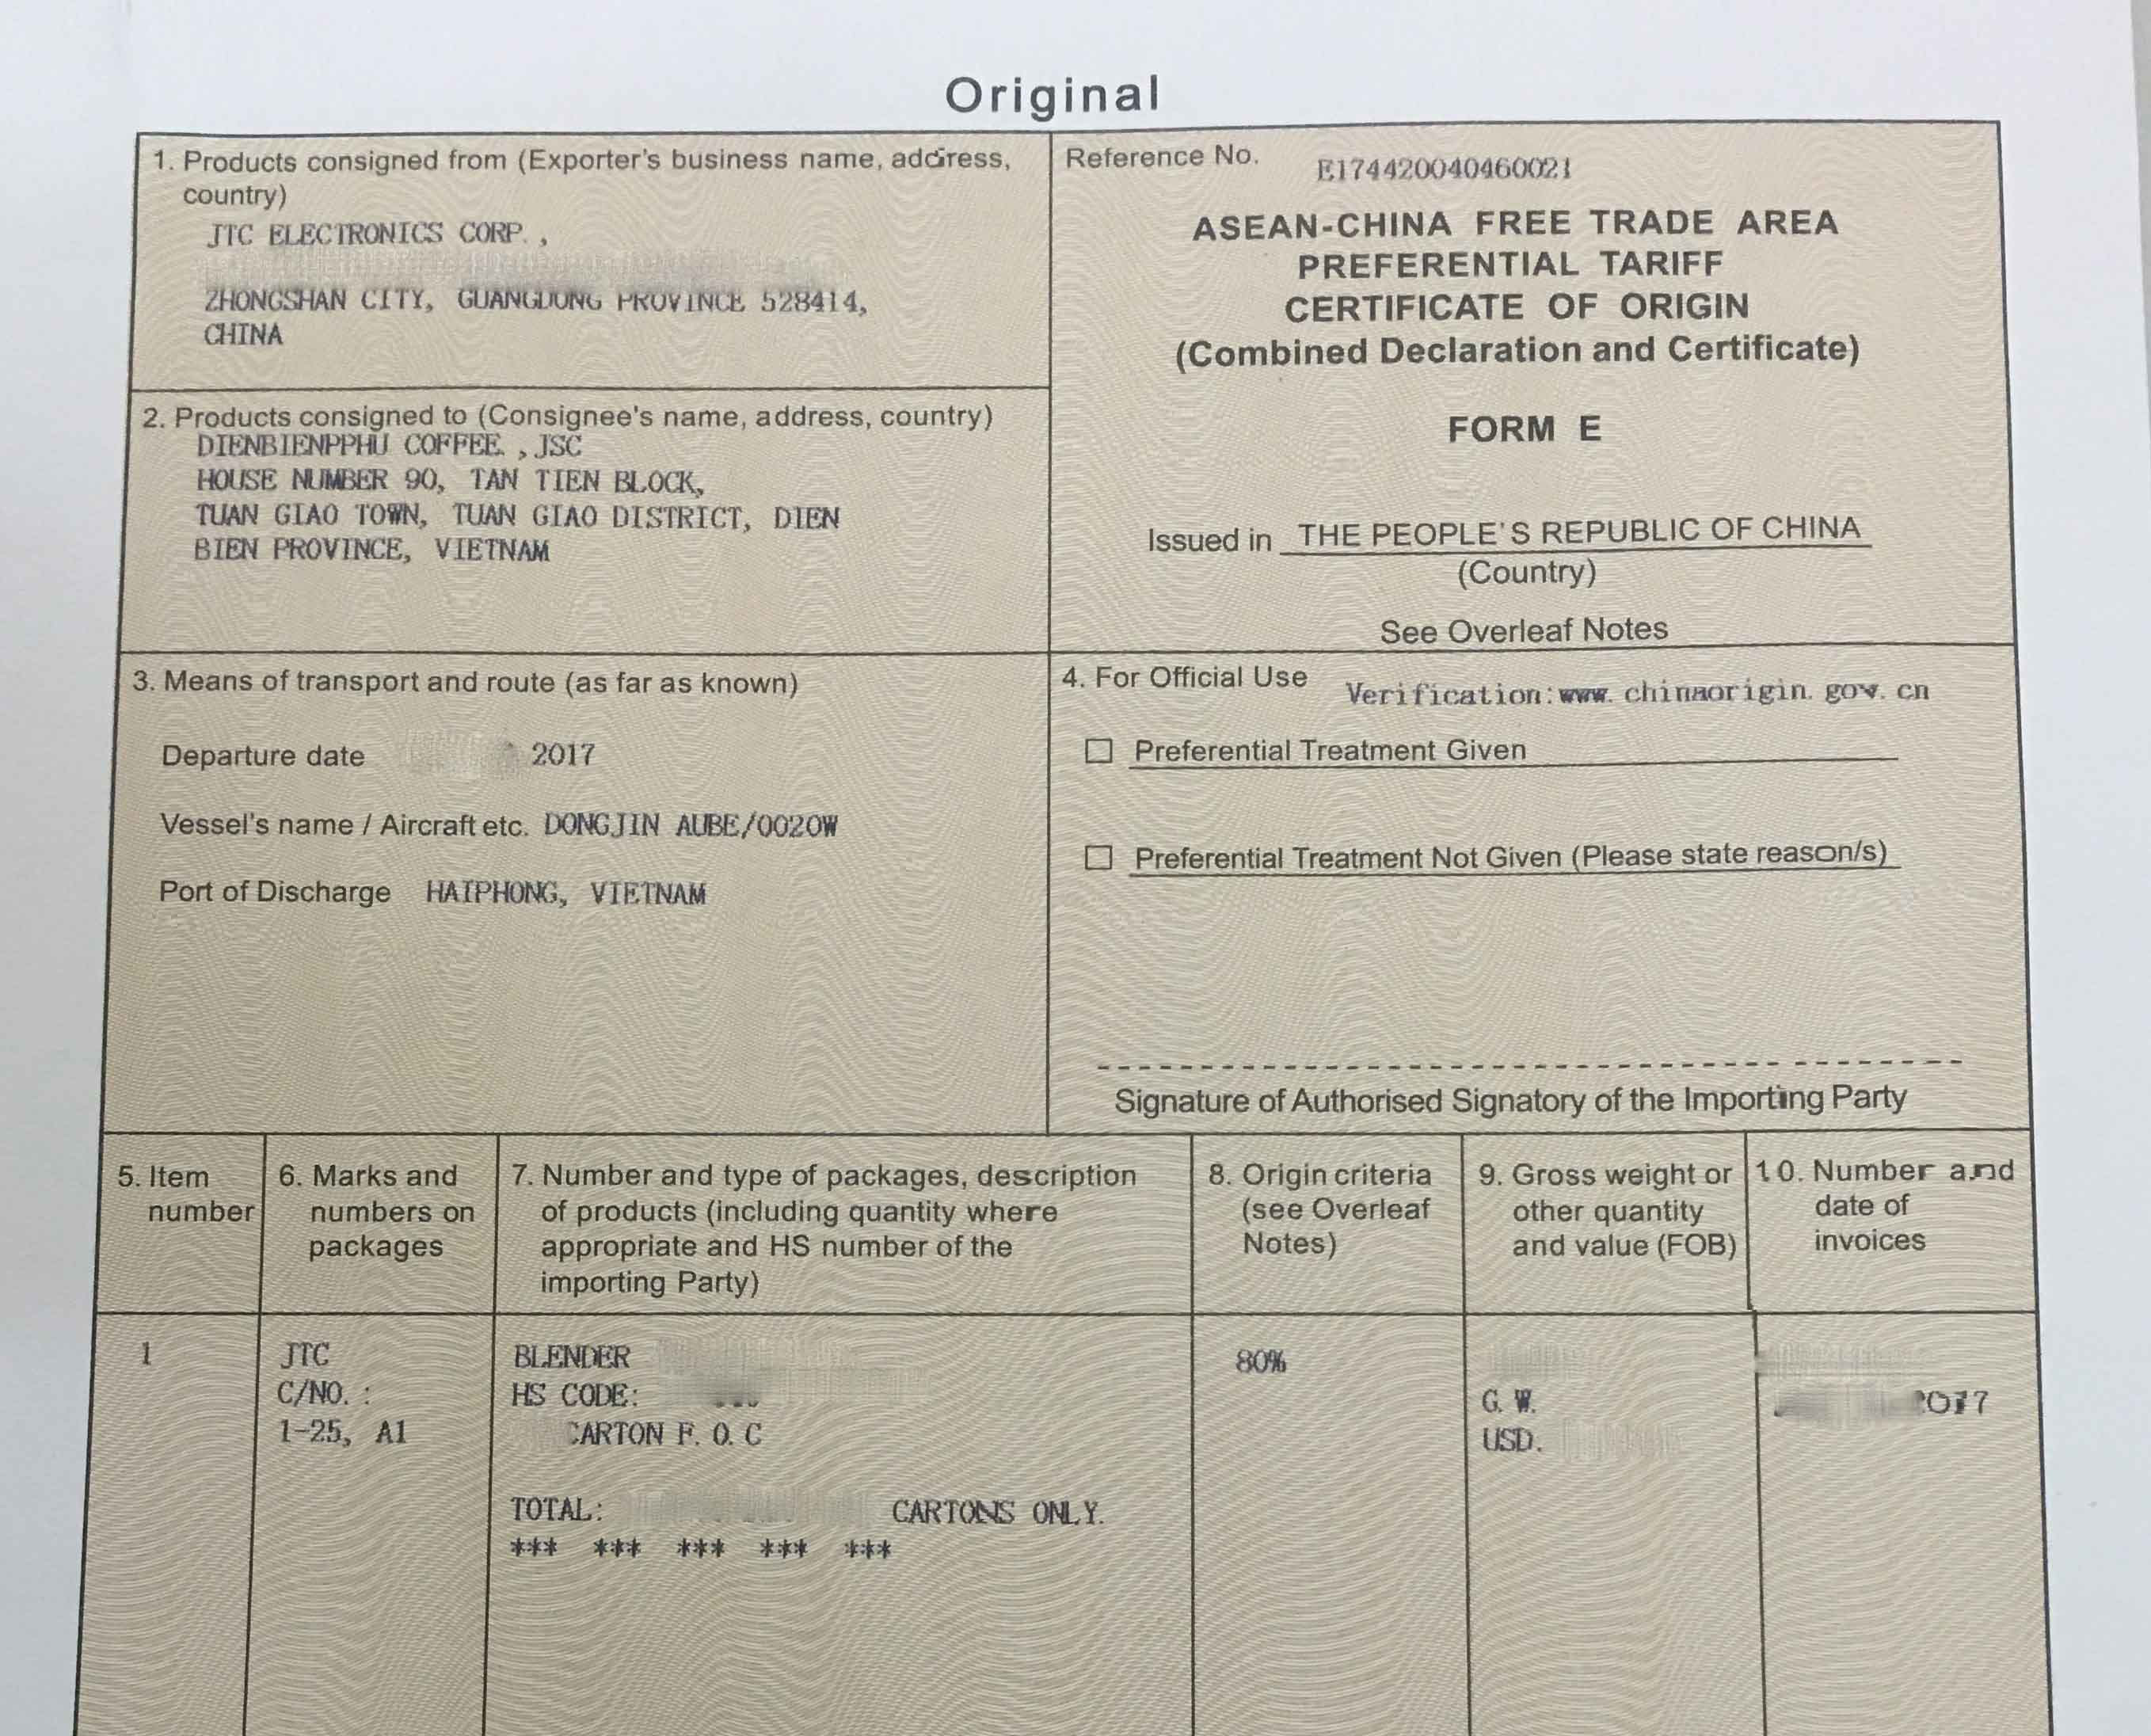 Original
1. Products consigned from (Exporter's business name, address,
country)
JTC ELECTRONICS CORP. ,
ZHONGSHAN CITY, GUANGDONG PROVINCE 528414,
CHINA
Reference No. E174420040460021
ASEAN-CHINA FREE TRADE AREA
PREFERENTIAL TARIFF
CERTIFICATE OF ORIGIN
(Combined Declaration and Certificate)
FORM E
Issued in THE PEOPLE'S REPUBLIC OF CHINA
(Country)
See Overleaf Notes
2. Products consigned to (Consignee's name, address, country)
DIENBIENPPHU COFFEE. ,JSC
HOUSE NUMBER 90, TAN TIEN BLOCK,
TUAN GIAO TOWN, TUAN GIAO DISTRICT, DIEN
BIEN PROVINCE, VIETNAM
3. Means of transport and route (as far as known)
Departure date 2017
Vessel's name / Aircraft etc. DONGJIN AUBE/0020W
Port of Discharge HAIPHONG, VIETNAM
4. For Official Use Verification:www.chinaorigin.gov.cn
Preferential Treatment Given
Preferential Treatment Not Given (Please state reason/s)
Signature of Authorised Signatory of the Importing Party
5. Item
number
6. Marks and
numbers on
packages
7. Number and type of packages, description
of products (including quantity where
appropriate and HS number of the
importing Party)
8. Origin criteria
(see Overleaf
Notes)
9. Gross weight or
other quantity
and value (FOB)
10. Number and
date of
invoices
1
JTC
C/NO. :
1-25, A1
BLENDER
HS CODE:
CARTON F.O.C
TOTAL: CARTONS ONLY.
*** *** *** *** ***
80%
G.W.
USD.
2017